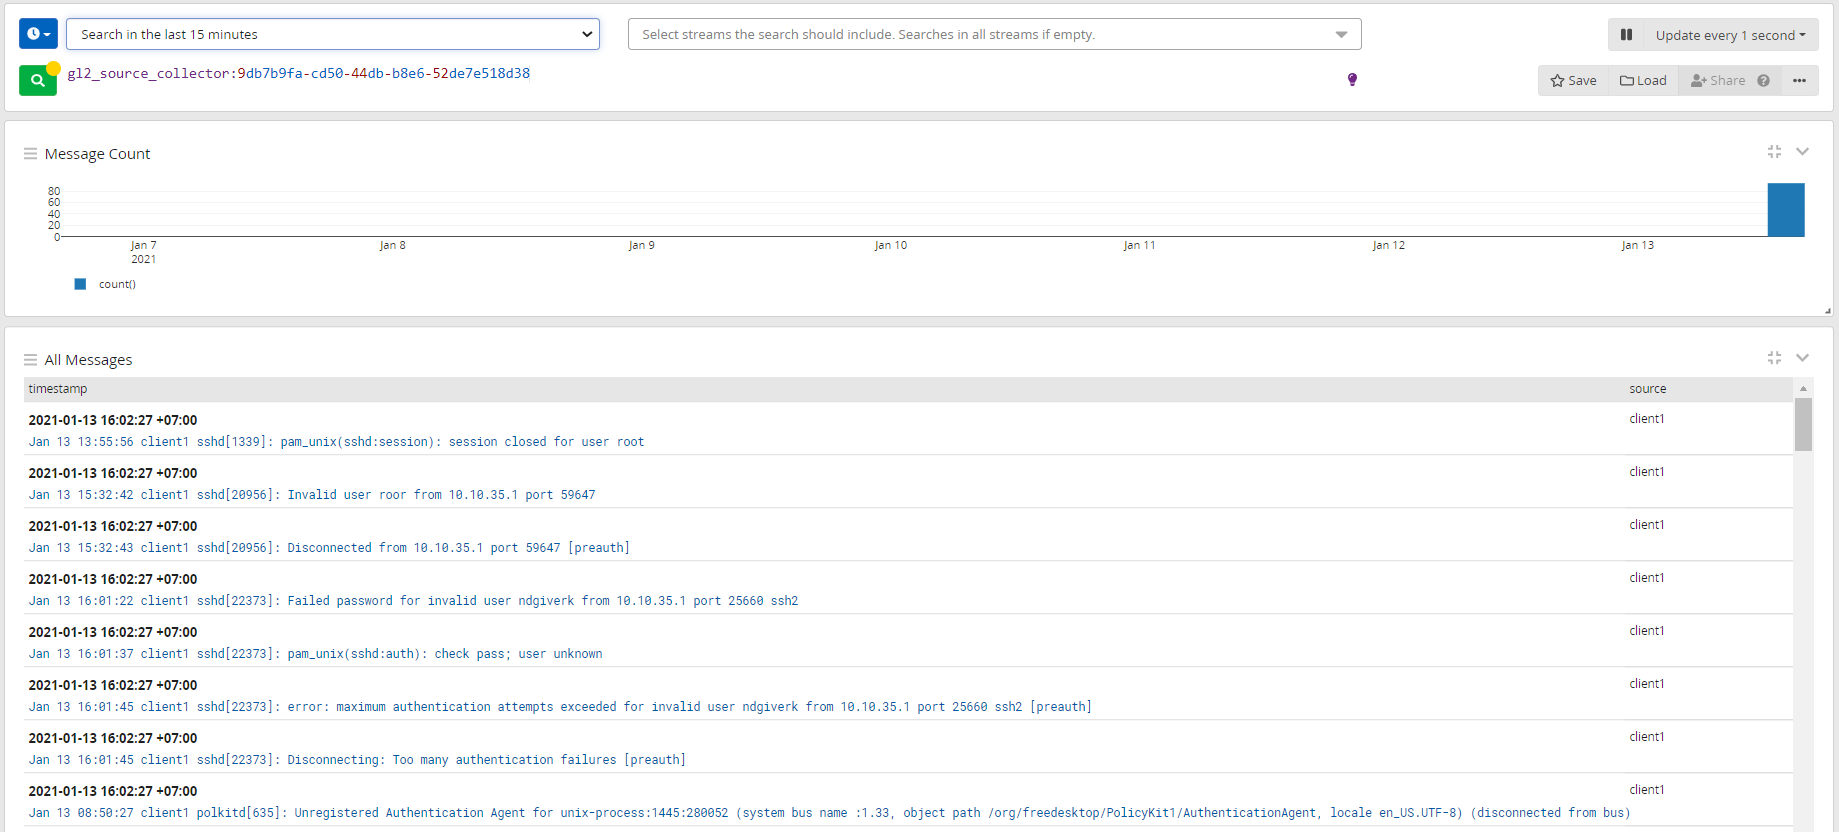 Search in the last 15 minutes
Select streams the search should include. Searches in all streams if empty.
Update every 1 second
gl2_source_collector:9db7b9fa-cd50-44db-b8e6-52de7e518d38
Save Load Share
Message Count
80
60
40
20
0
Jan 7 Jan 8 Jan 9 Jan 10 Jan 11 Jan 12 Jan 13
2021
count()
All Messages
timestamp source
2021-01-13 16:02:27 +07:00 client1
Jan 13 13:55:56 client1 sshd[1339]: pam_unix(sshd:session): session closed for user root
2021-01-13 16:02:27 +07:00 client1
Jan 13 15:32:42 client1 sshd[20956]: Invalid user roor from 10.10.35.1 port 59647
2021-01-13 16:02:27 +07:00 client1
Jan 13 15:32:43 client1 sshd[20956]: Disconnected from 10.10.35.1 port 59647 [preauth]
2021-01-13 16:02:27 +07:00 client1
Jan 13 16:01:22 client1 sshd[22373]: Failed password for invalid user ndgiverk from 10.10.35.1 port 25660 ssh2
2021-01-13 16:02:27 +07:00 client1
Jan 13 16:01:37 client1 sshd[22373]: pam_unix(sshd:auth): check pass; user unknown
2021-01-13 16:02:27 +07:00 client1
Jan 13 16:01:45 client1 sshd[22373]: error: maximum authentication attempts exceeded for invalid user ndgiverk from 10.10.35.1 port 25660 ssh2 [preauth]
2021-01-13 16:02:27 +07:00 client1
Jan 13 16:01:45 client1 sshd[22373]: Disconnecting: Too many authentication failures [preauth]
2021-01-13 16:02:27 +07:00 client1
Jan 13 08:50:27 client1 polkitd[635]: Unregistered Authentication Agent for unix-process:1445:280052 (system bus name :1.33, object path /org/freedesktop/PolicyKit1/AuthenticationAgent, locale en_US.UTF-8) (disconnected from bus)